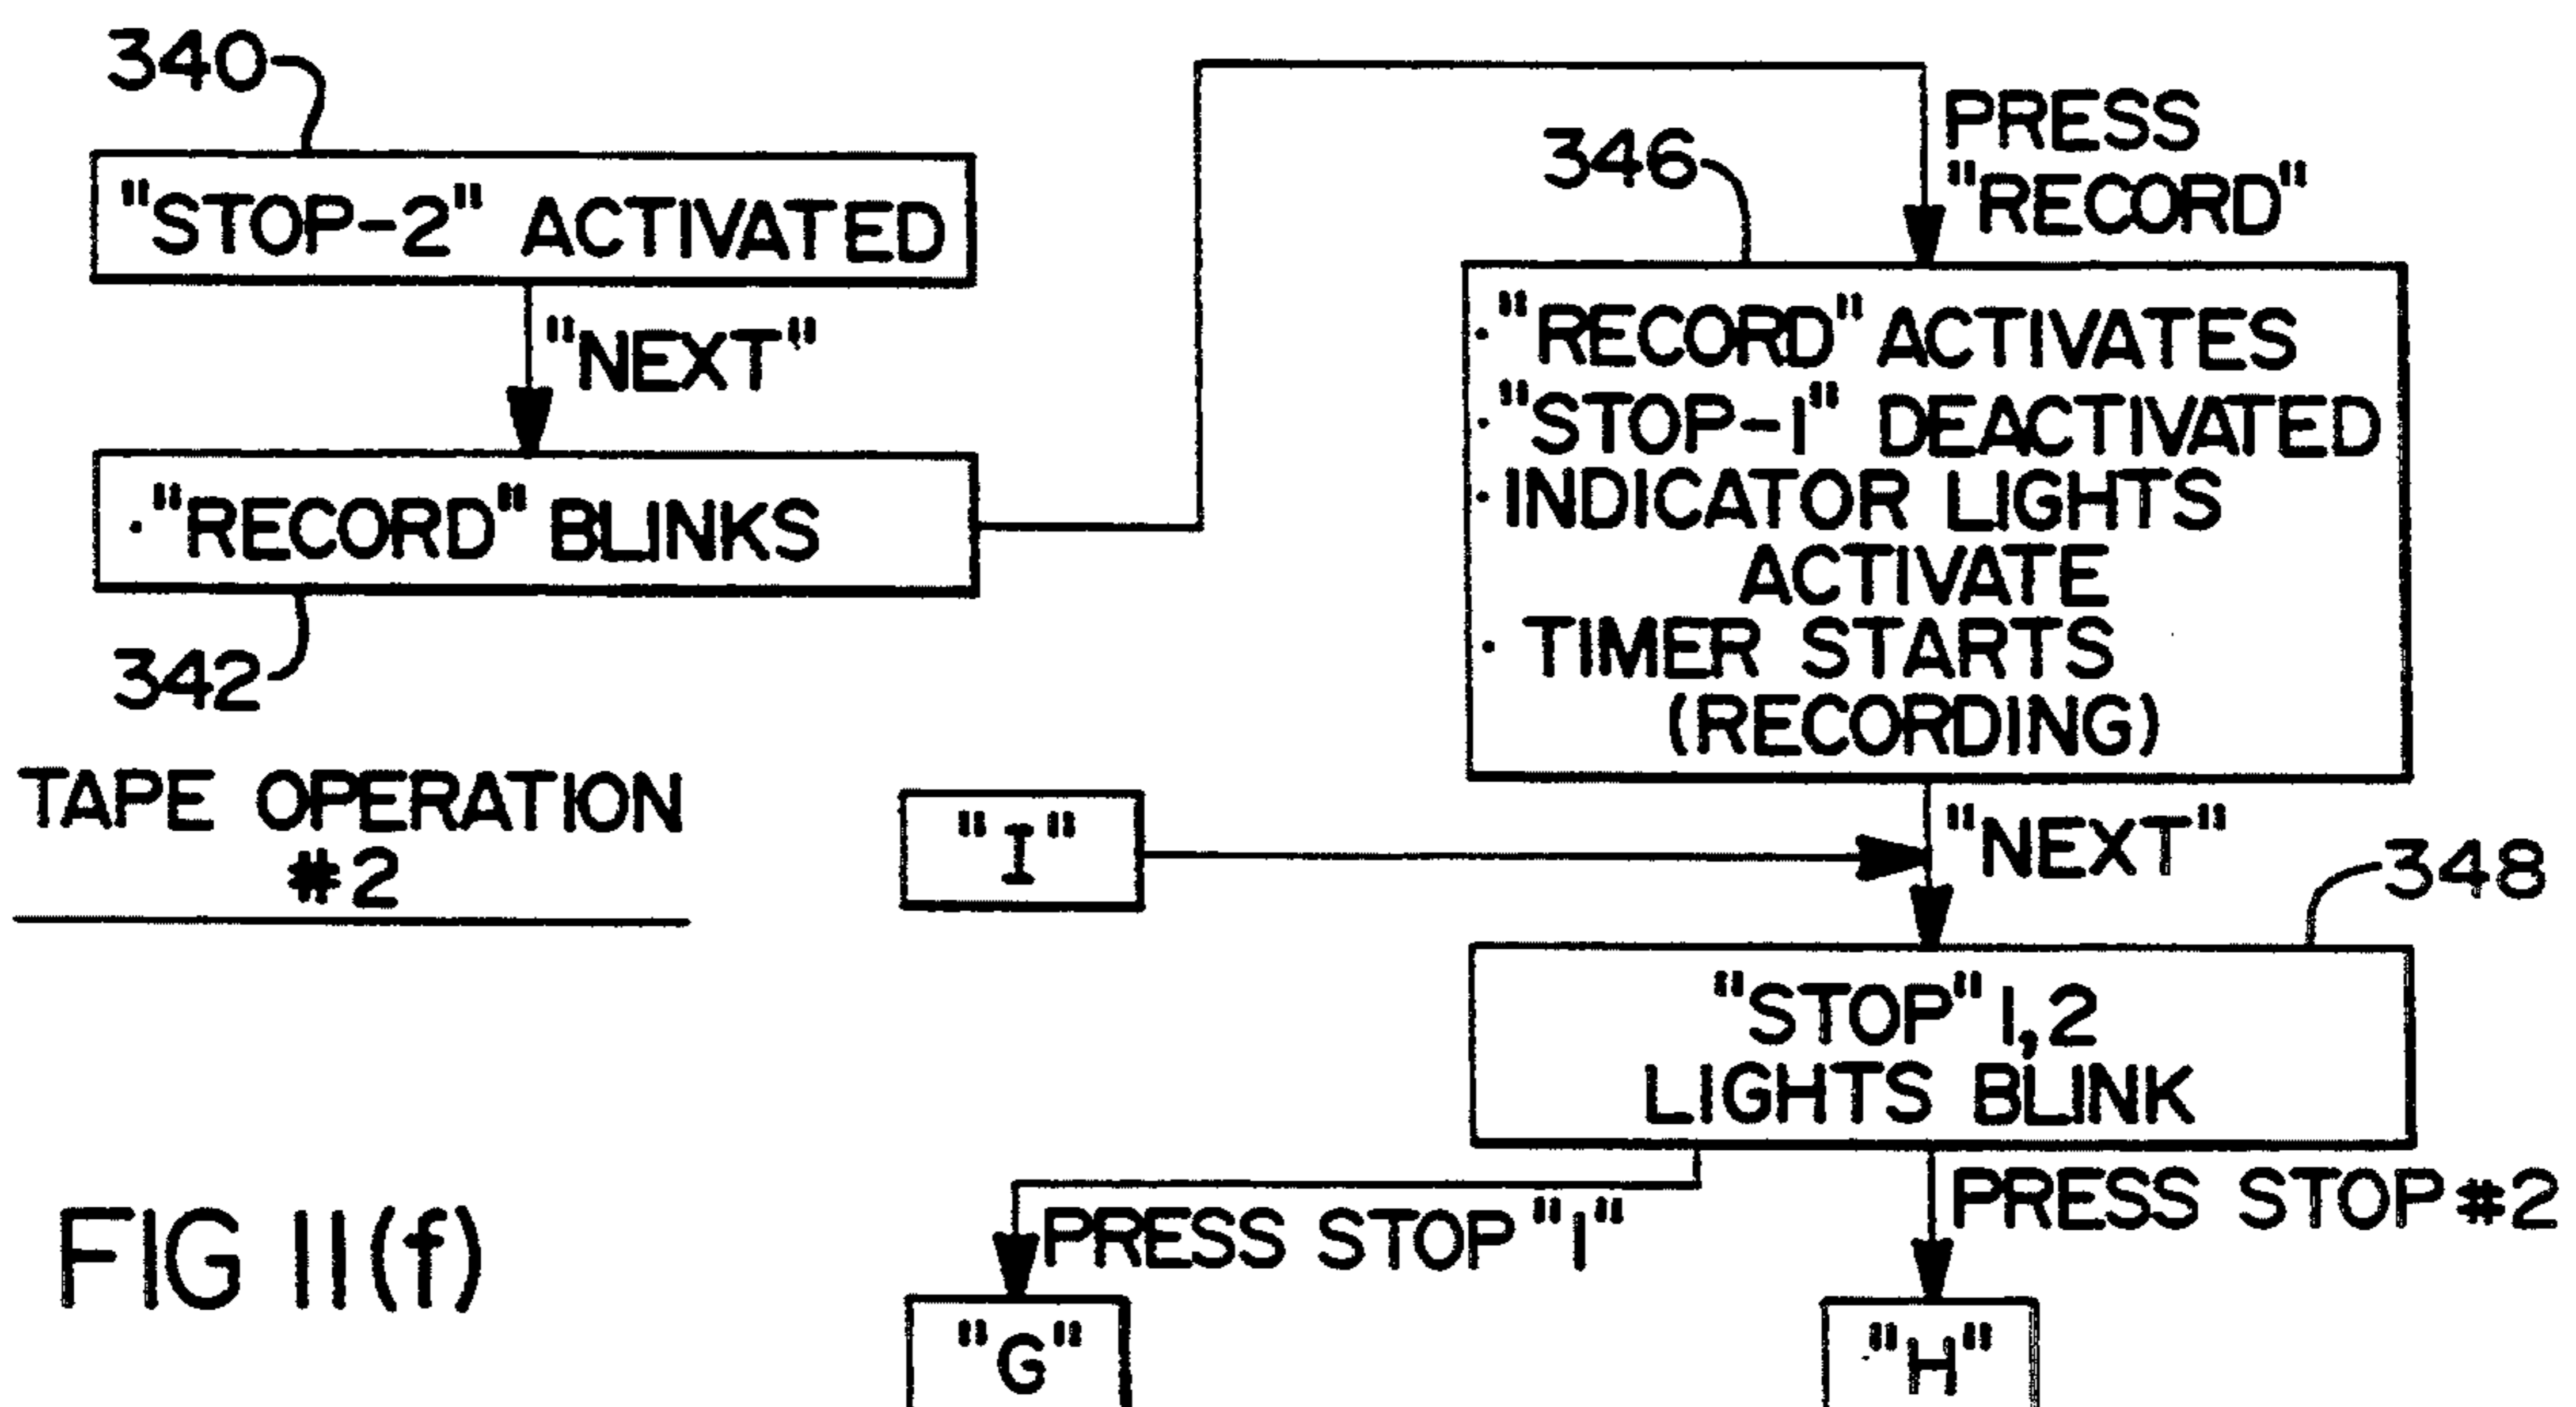 340
"STOP-2" ACTIVATED
"NEXT"
· "RECORD" BLINKS
342
TAPE OPERATION
#2
PRESS
"RECORD"
346
· "RECORD" ACTIVATES
· "STOP-1" DEACTIVATED
· INDICATOR LIGHTS
ACTIVATE
· TIMER STARTS
(RECORDING)
"I"
"NEXT"
348
"STOP" 1,2
LIGHTS BLINK
PRESS STOP "1"
PRESS STOP #2
"G"
"H"
FIG 11(f)